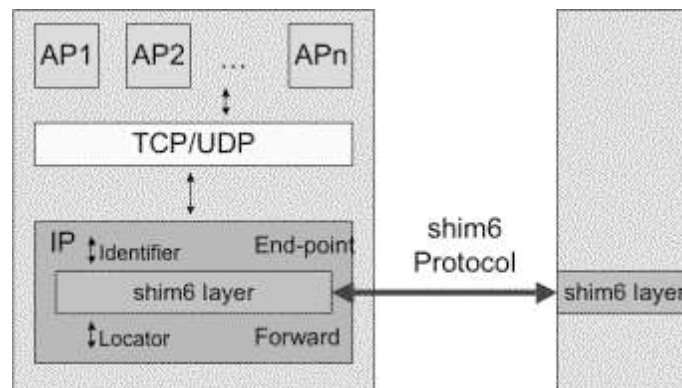 AP1 AP2 ... APn
TCP/UDP
IP
Identifier End-point
shim6 layer
Locator Forward
shim6
Protocol
shim6 layer